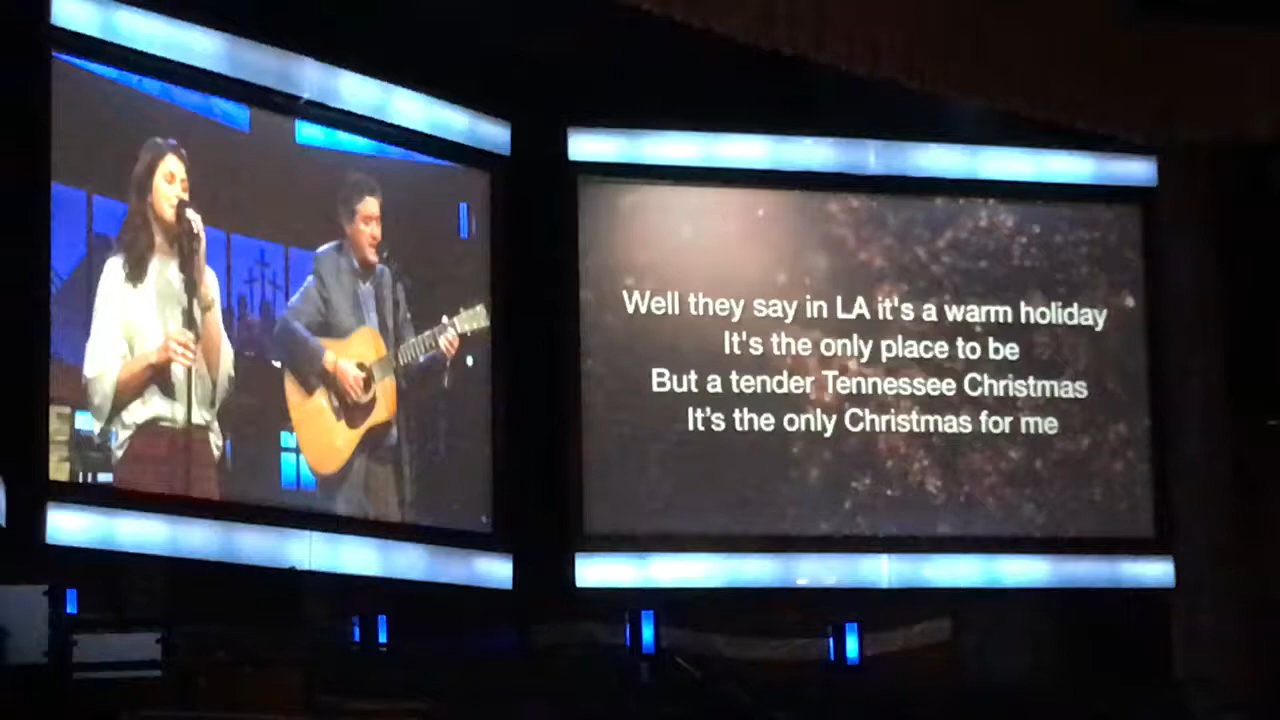 Well they say in LA it's a warm holiday
It's the only place to be
But a tender Tennessee Christmas
It's the only Christmas for me